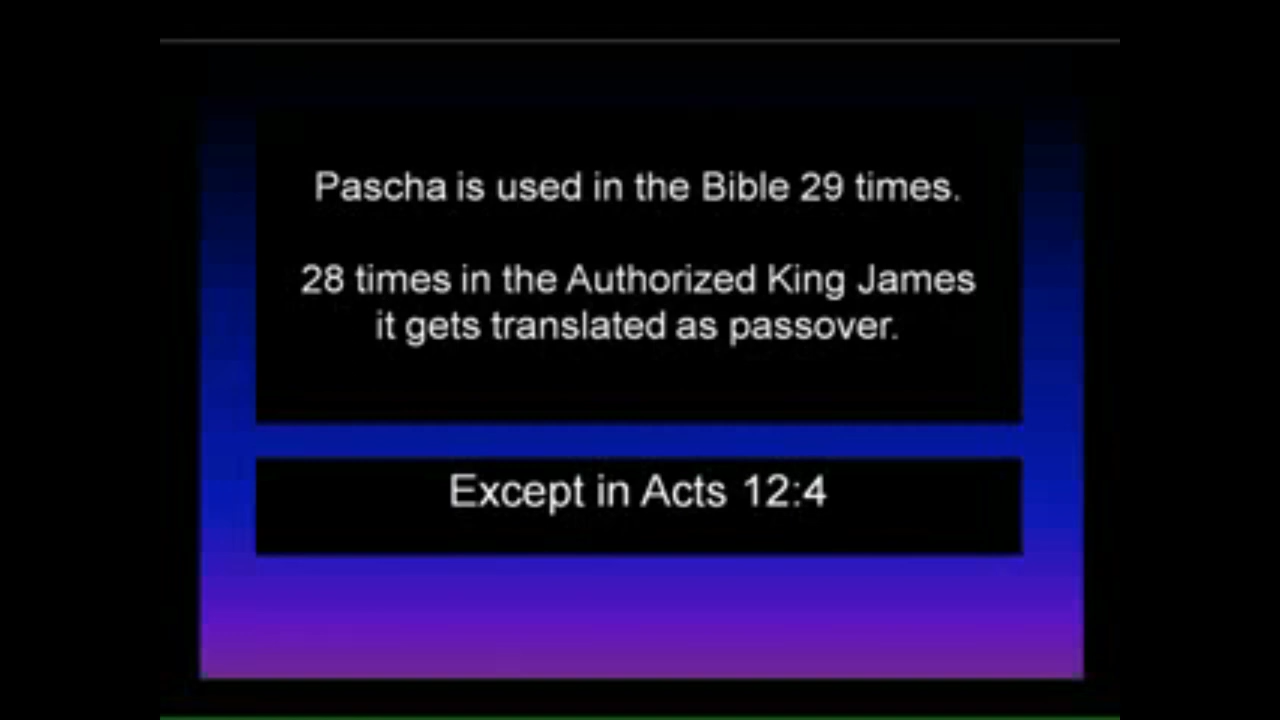 Pascha is used in the Bible 29 times.
28 times in the Authorized King James
it gets translated as passover.
Except in Acts 12:4